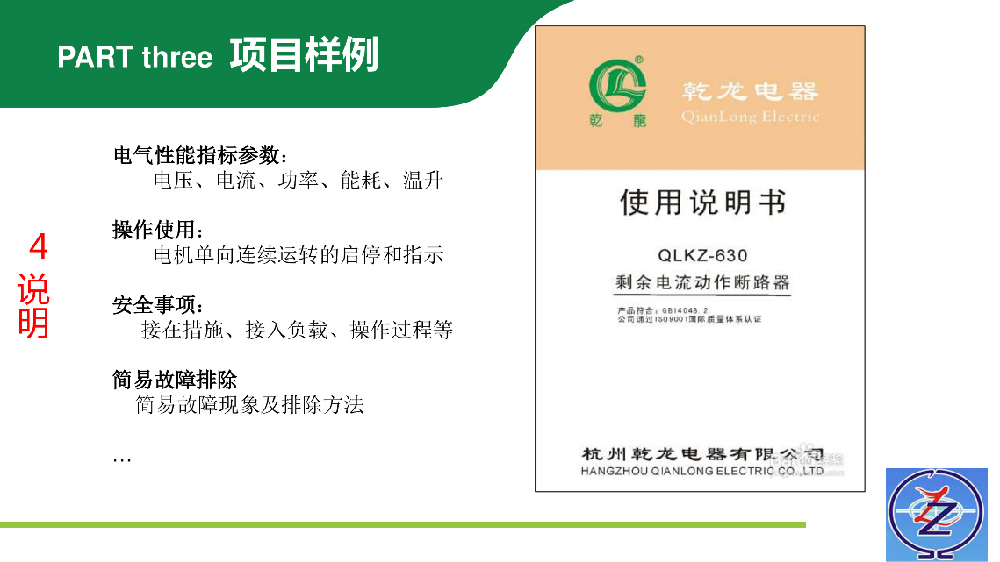 PART three 项目样例
电气性能指标参数：
电压、电流、功率、能耗、温升
操作使用：
电机单向连续运转的启停和指示
安全事项：
接在措施、接入负载、操作过程等
简易故障排除
简易故障现象及排除方法
…
4
说
明
®
乾 龍
乾龙电器
QianLong Electric
使用说明书
QLKZ-630
剩余电流动作断路器
产品符合：GB14048.2
公司通过ISO9001国际质量体系认证
杭州乾龙电器有限公司
HANGZHOU QIANLONG ELECTRIC CO.,LTD
Baidu经验